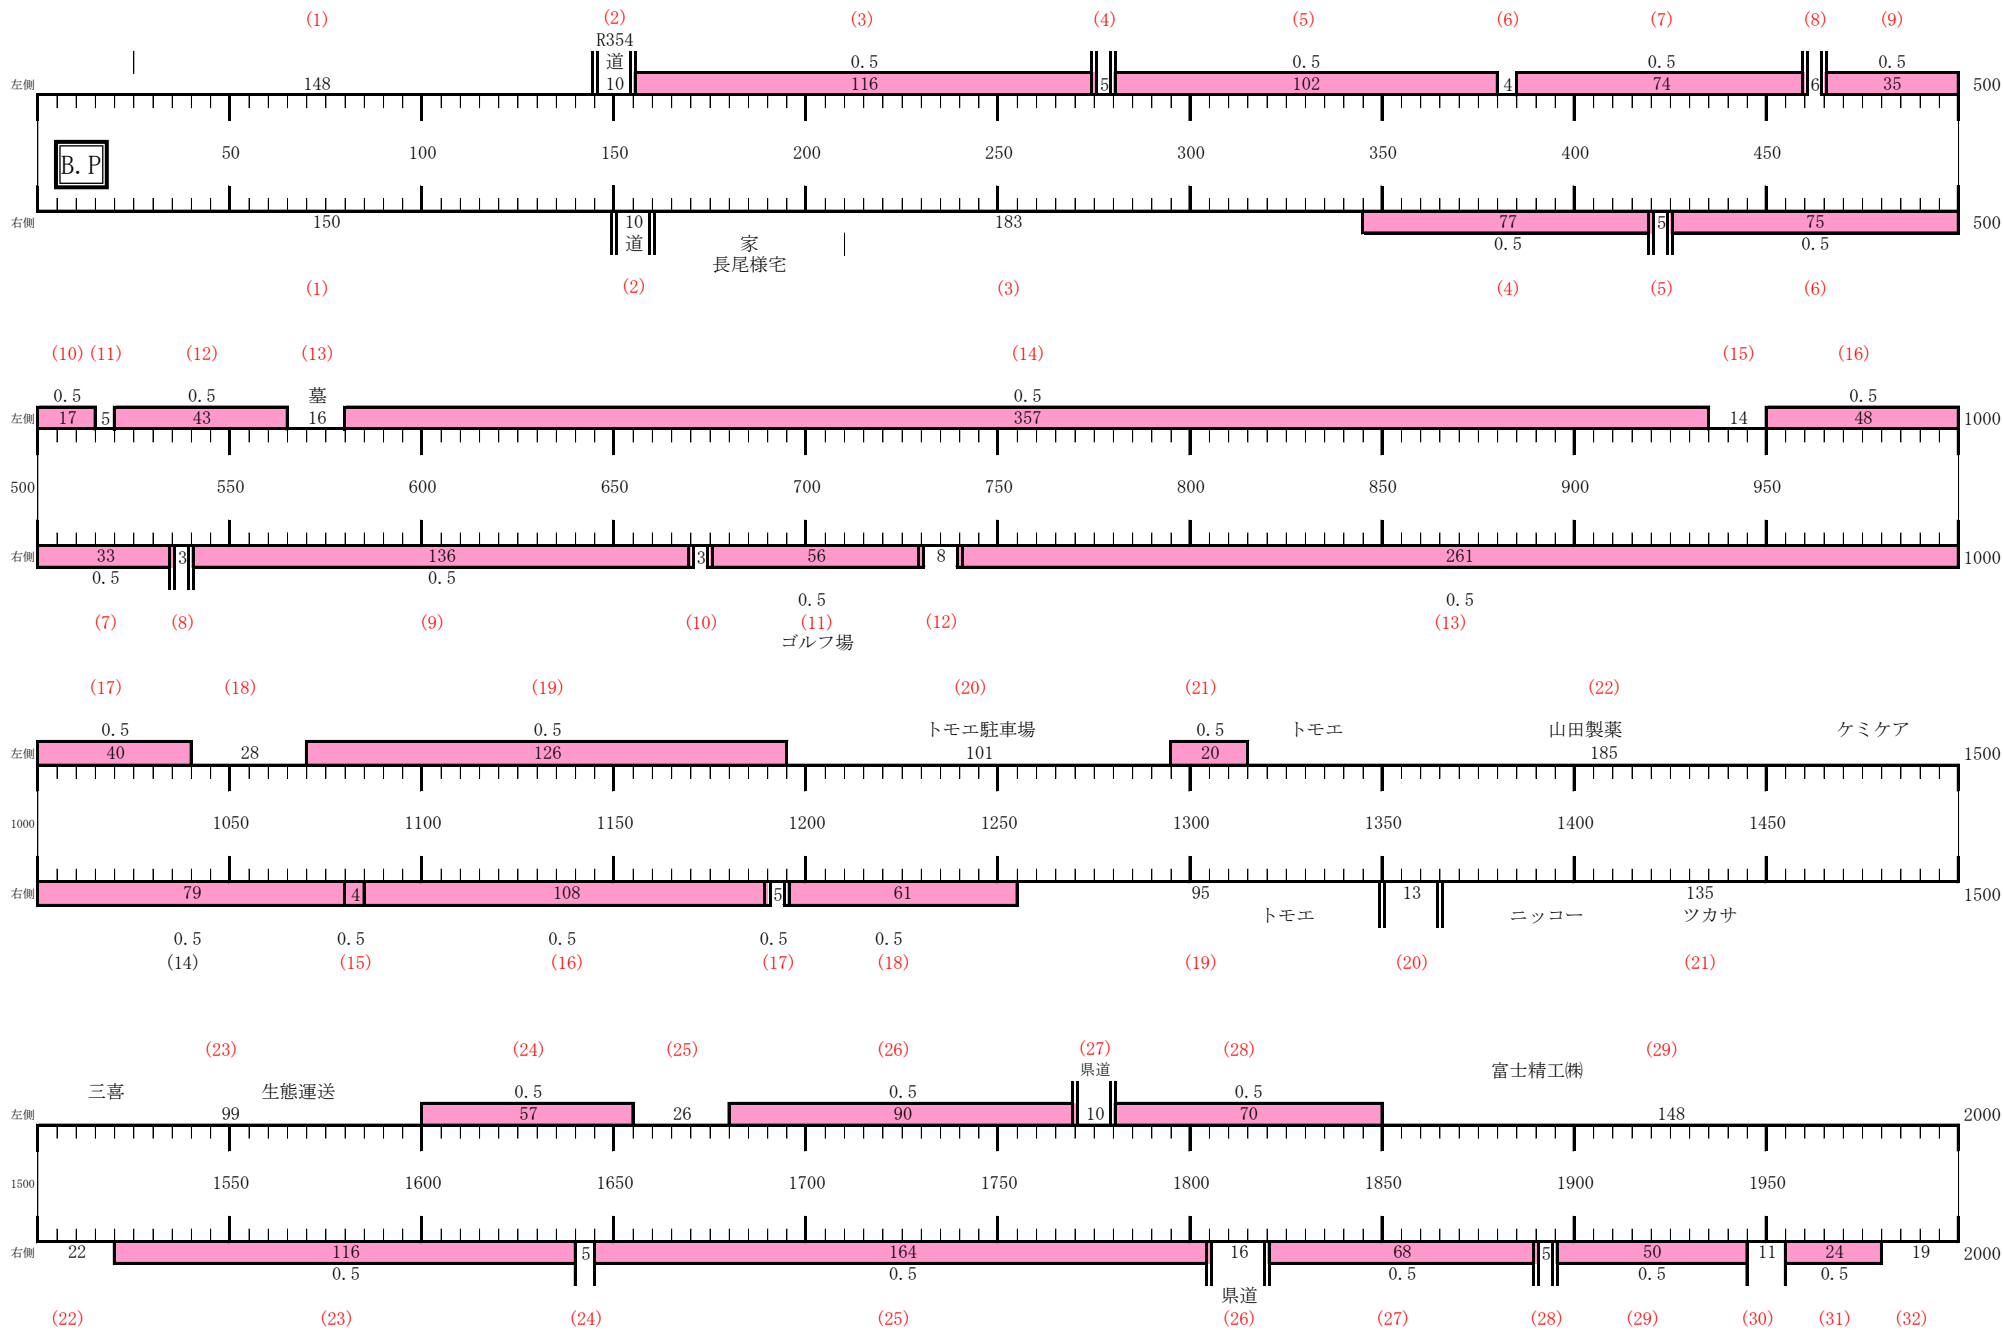 (1) (2) (3) (4) (5) (6) (7) (8) (9)
R354
道 0.5 0.5 0.5 0.5
左側 148 10 116 5 102 4 74 6 35 500
50 100 150 200 250 300 350 400 450
B.P
右側 150 10 183 77 5 75 500
道 家 0.5 0.5
長尾様宅
(1) (2) (3) (4) (5) (6)
(10) (11) (12) (13) (14) (15) (16)
0.5 0.5 墓 0.5 0.5
左側 17 5 43 16 357 14 48 1000
500 550 600 650 700 750 800 850 900 950
右側 33 3 136 3 56 8 261 1000
0.5 0.5
0.5 0.5
(7) (8) (9) (10) (11) (12) (13)
ゴルフ場
(17) (18) (19) (20) (21) (22)
0.5 0.5 トモエ駐車場 0.5 トモエ 山田製薬 ケミケア
左側 40 28 126 101 20 185 1500
1000 1050 1100 1150 1200 1250 1300 1350 1400 1450
右側 79 4 108 5 61 95 13 135 1500
トモエ ニッコー ツカサ
0.5 0.5 0.5 0.5 0.5
(14) (15) (16) (17) (18) (19) (20) (21)
(23) (24) (25) (26) (27) (28) (29)
県道 富士精工㈱
三喜 生態運送 0.5 0.5 0.5
左側 99 57 26 90 10 70 148 2000
1500 1550 1600 1650 1700 1750 1800 1850 1900 1950
右側 22 116 5 164 16 68 5 50 11 24 19 2000
0.5 0.5 0.5 0.5 0.5
県道
(22) (23) (24) (25) (26) (27) (28) (29) (30) (31) (32)